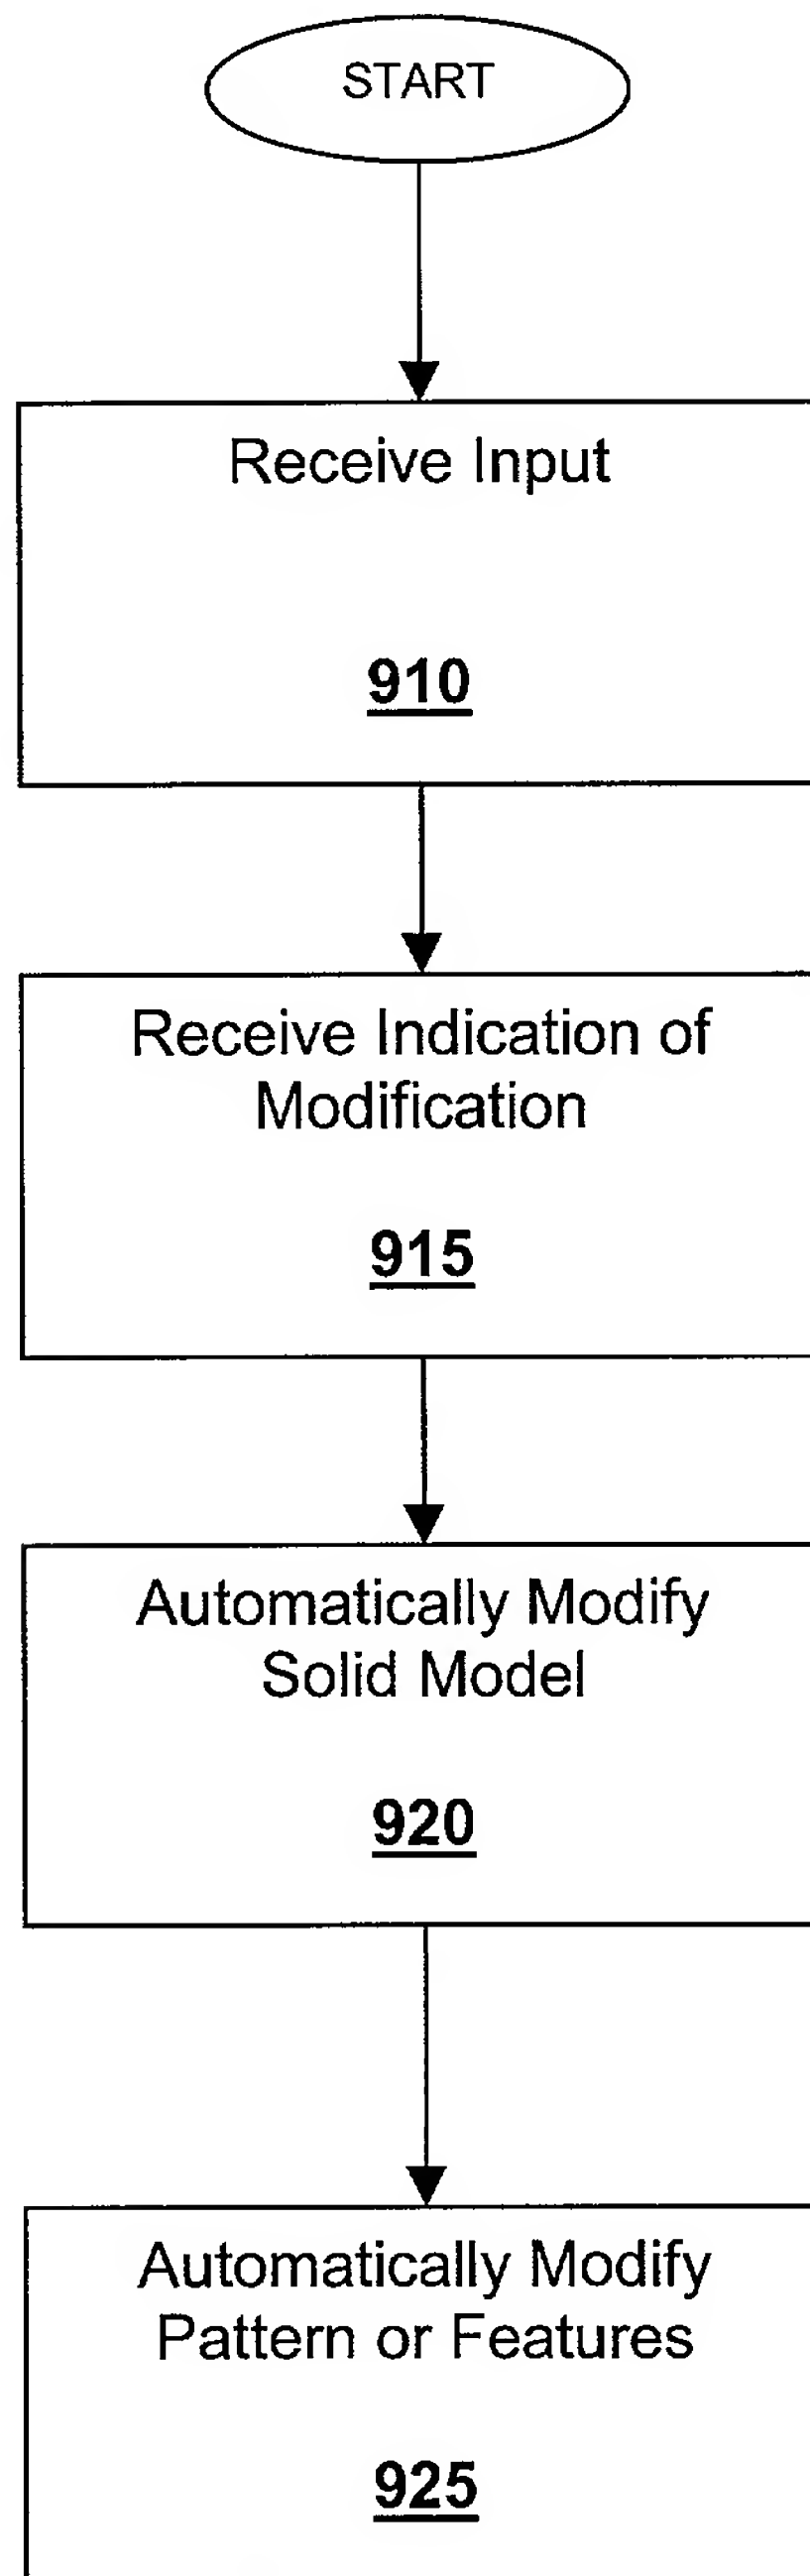 START
Receive Input
910
Receive Indication of
Modification
915
Automatically Modify
Solid Model
920
Automatically Modify
Pattern or Features
925